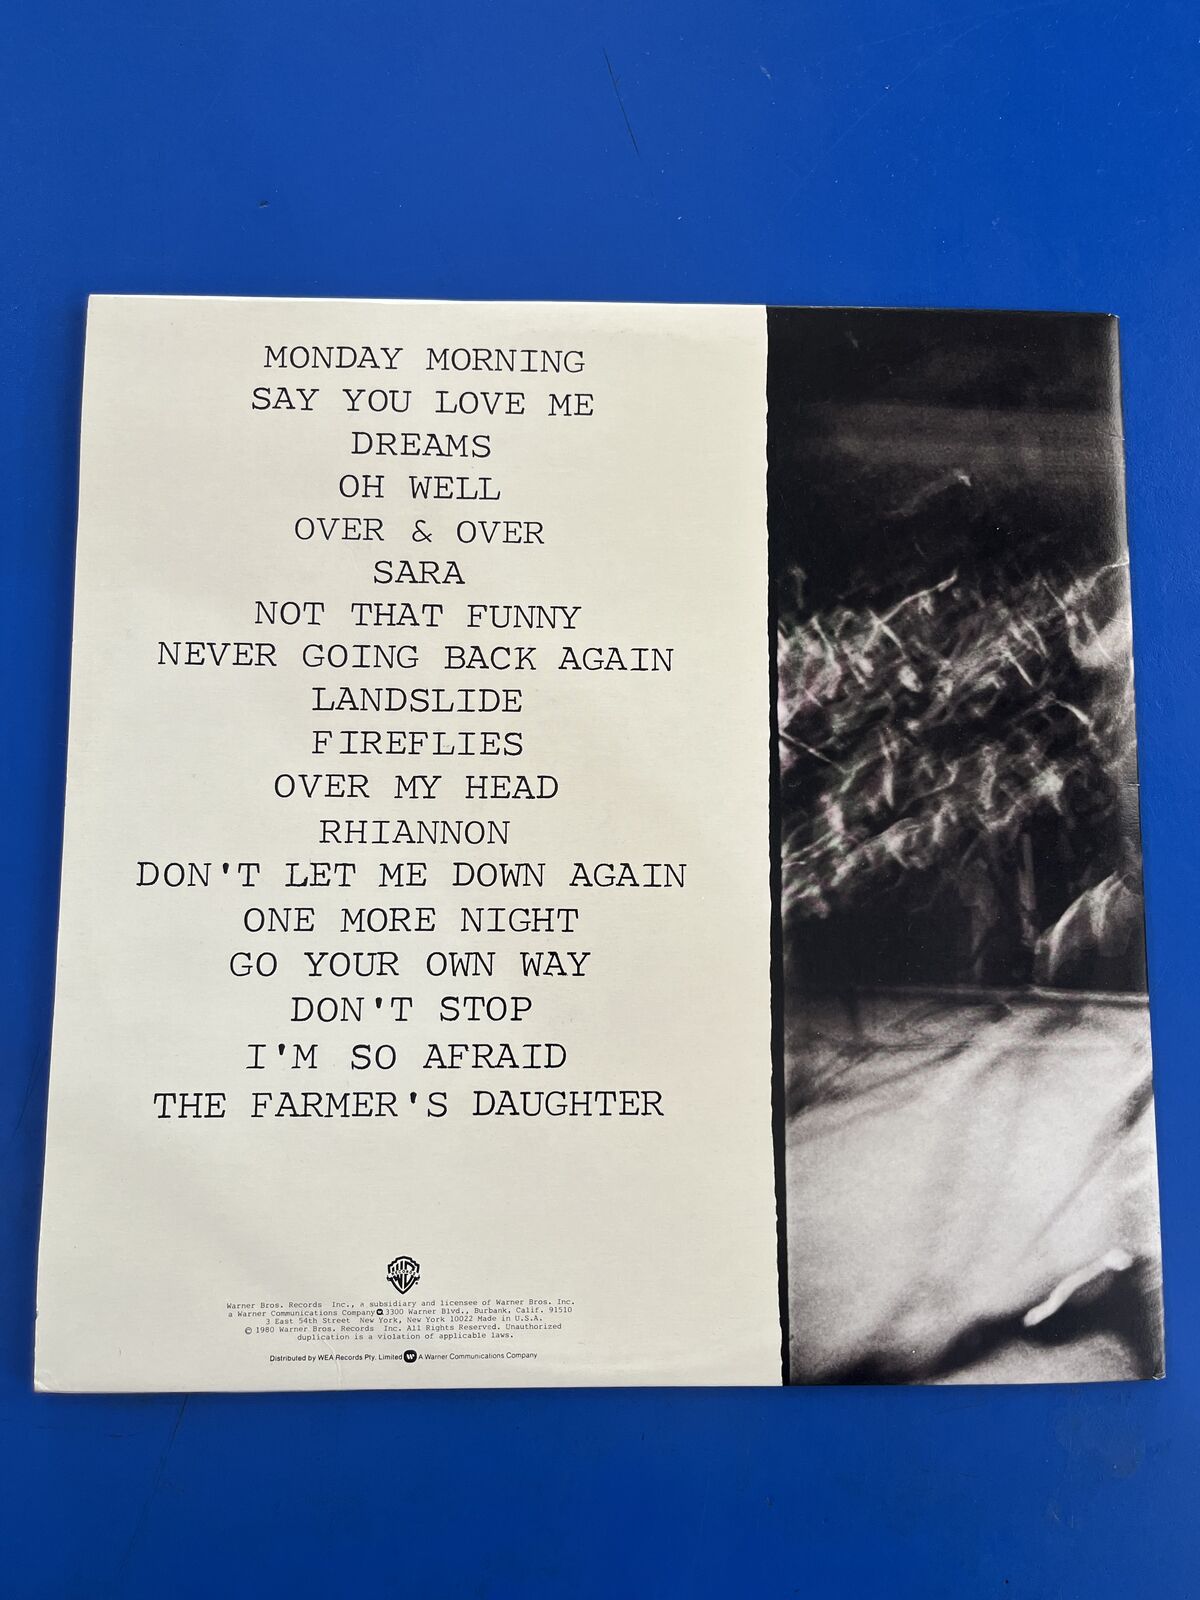 MONDAY MORNING
SAY YOU LOVE ME
DREAMS
OH WELL
OVER & OVER
SARA
NOT THAT FUNNY
NEVER GOING BACK AGAIN
LANDSLIDE
FIREFLIES
OVER MY HEAD
RHIANNON
DON'T LET ME DOWN AGAIN
ONE MORE NIGHT
GO YOUR OWN WAY
DON'T STOP
I'M SO AFRAID
THE FARMER'S DAUGHTER
RECORDS
Warner Bros. Records Inc., a subsidiary and licensee of Warner Bros. Inc.
a Warner Communications Company 3300 Warner Blvd., Burbank, Calif. 91510
3 East 54th Street New York, New York 10022 Made in U.S.A.
© 1980 Warner Bros. Records Inc. All Rights Reserved. Unauthorized
duplication is a violation of applicable laws.
Distributed by WEA Records Pty. Limited A Warner Communications Company